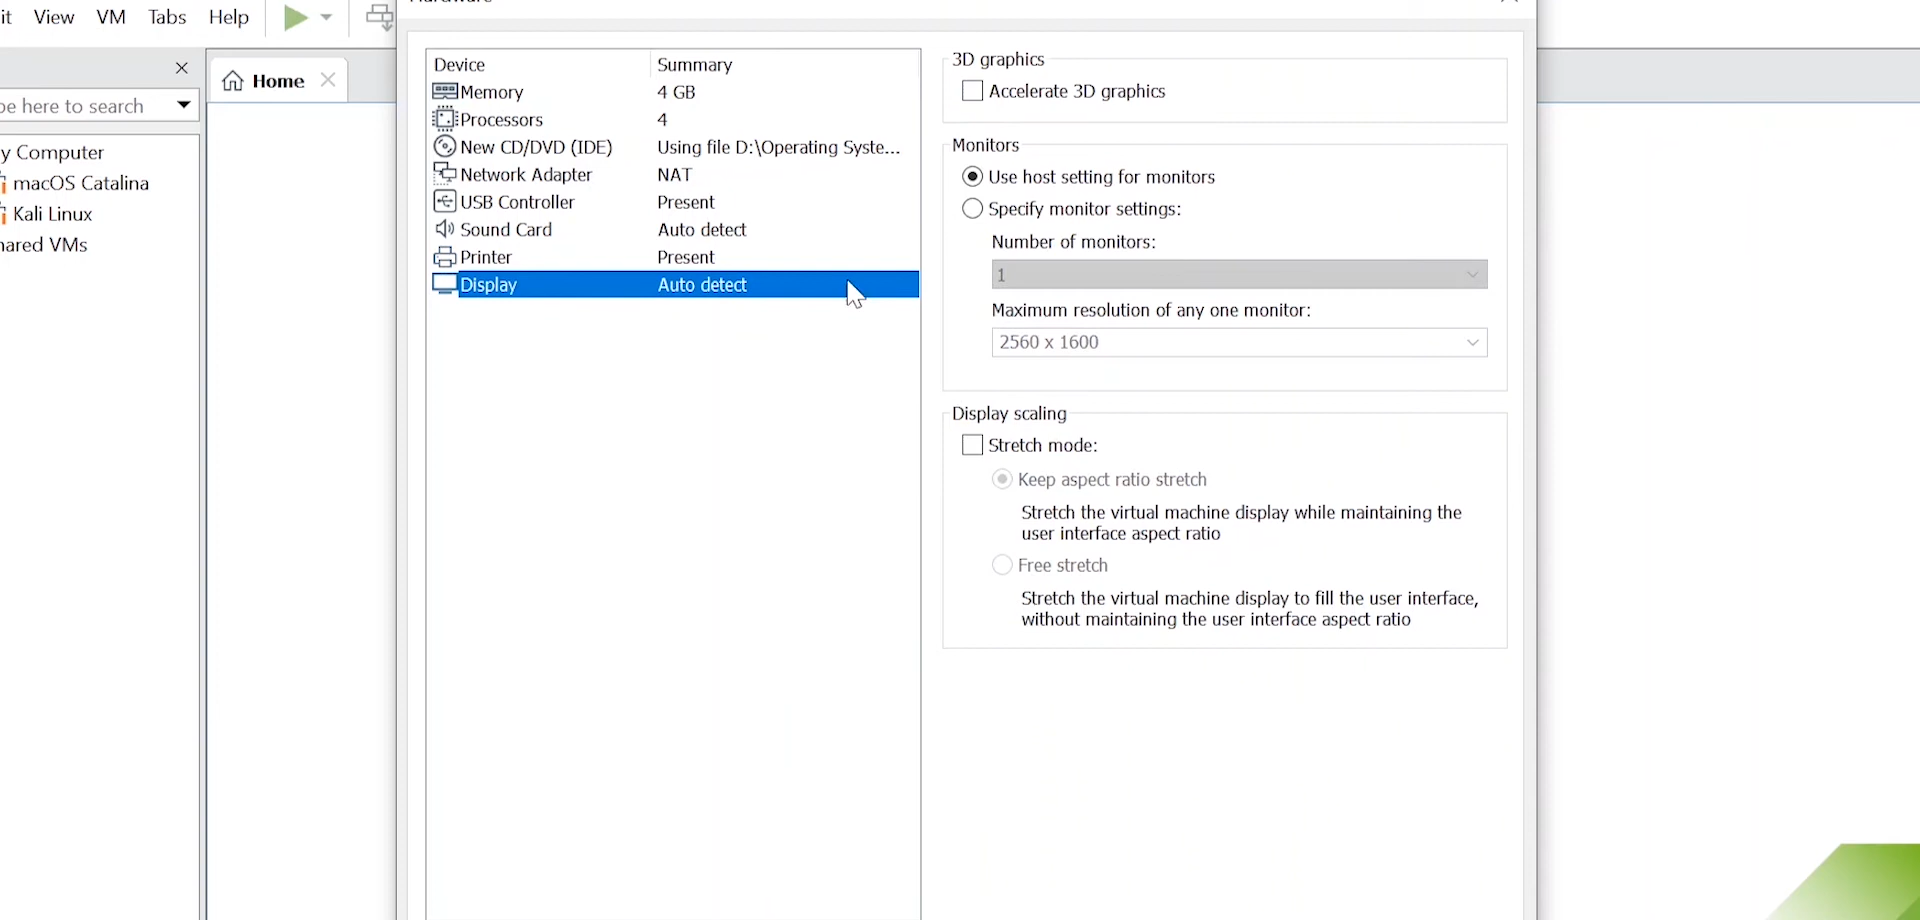 it View VM Tabs Help
Home
pe here to search
y Computer
macOS Catalina
Kali Linux
hared VMs
Hardware
Device Summary
Memory 4 GB
Processors 4
New CD/DVD (IDE) Using file D:\Operating Syste...
Network Adapter NAT
USB Controller Present
Sound Card Auto detect
Printer Present
Display Auto detect
3D graphics
Accelerate 3D graphics
Monitors
Use host setting for monitors
Specify monitor settings:
Number of monitors:
1
Maximum resolution of any one monitor:
2560 x 1600
Display scaling
Stretch mode:
Keep aspect ratio stretch
Stretch the virtual machine display while maintaining the
user interface aspect ratio
Free stretch
Stretch the virtual machine display to fill the user interface,
without maintaining the user interface aspect ratio